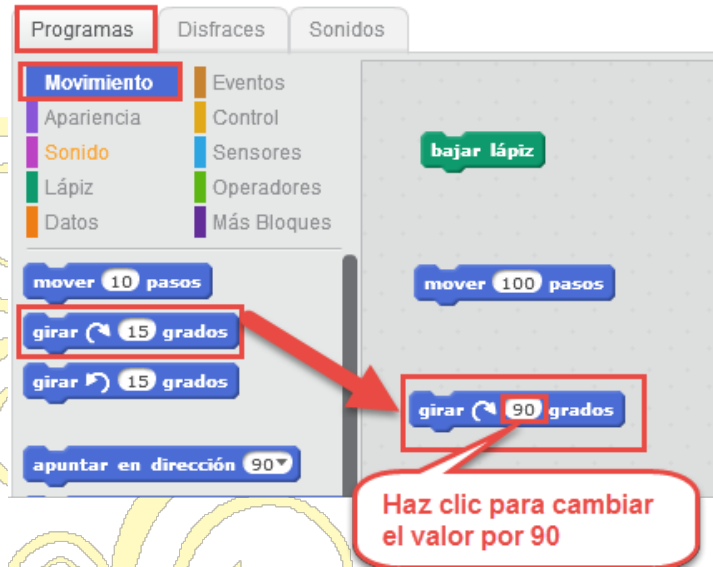 Programas Disfraces Sonidos
Movimiento Eventos
Apariencia Control
Sonido Sensores
Lápiz Operadores
Datos Más Bloques
mover 10 pasos
girar 15 grados
girar 15 grados
apuntar en dirección 90
bajar lápiz
mover 100 pasos
girar 90 grados
Haz clic para cambiar
el valor por 90